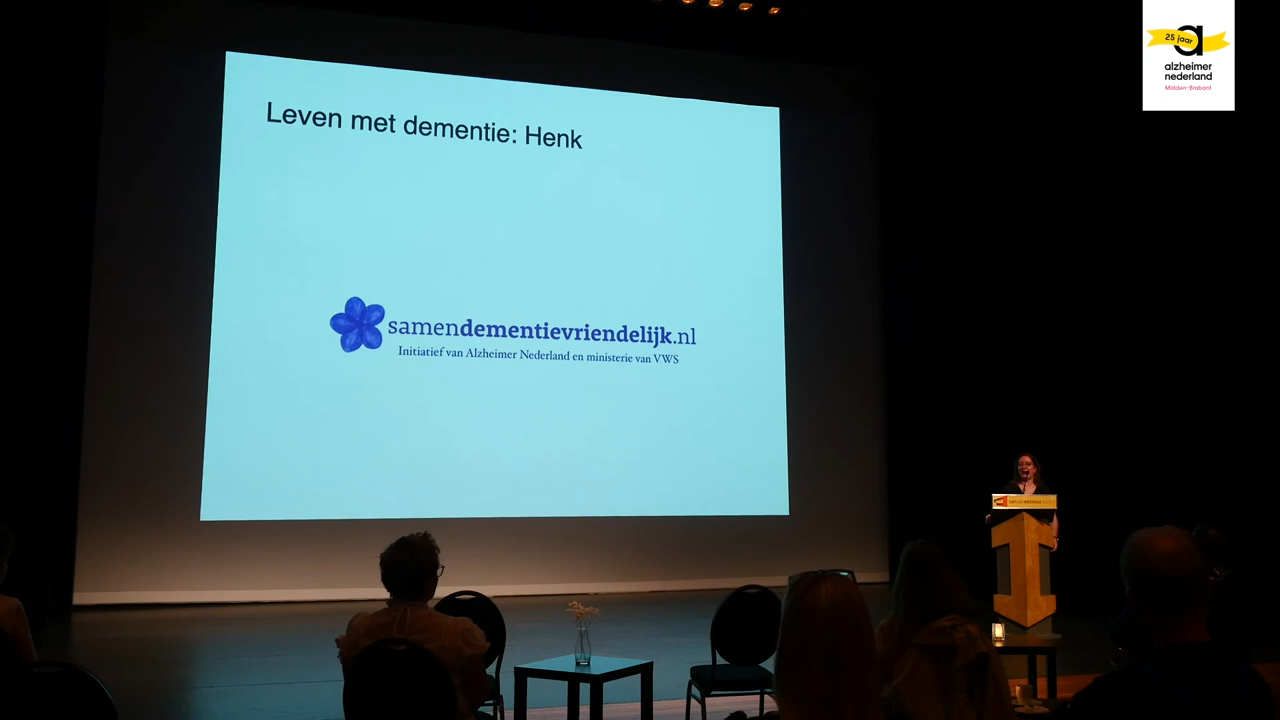 25 jaar
alzheimer
nederland
Midden-Brabant
Leven met dementie: Henk
samendementievriendelijk.nl
Initiatief van Alzheimer Nederland en ministerie van VWS